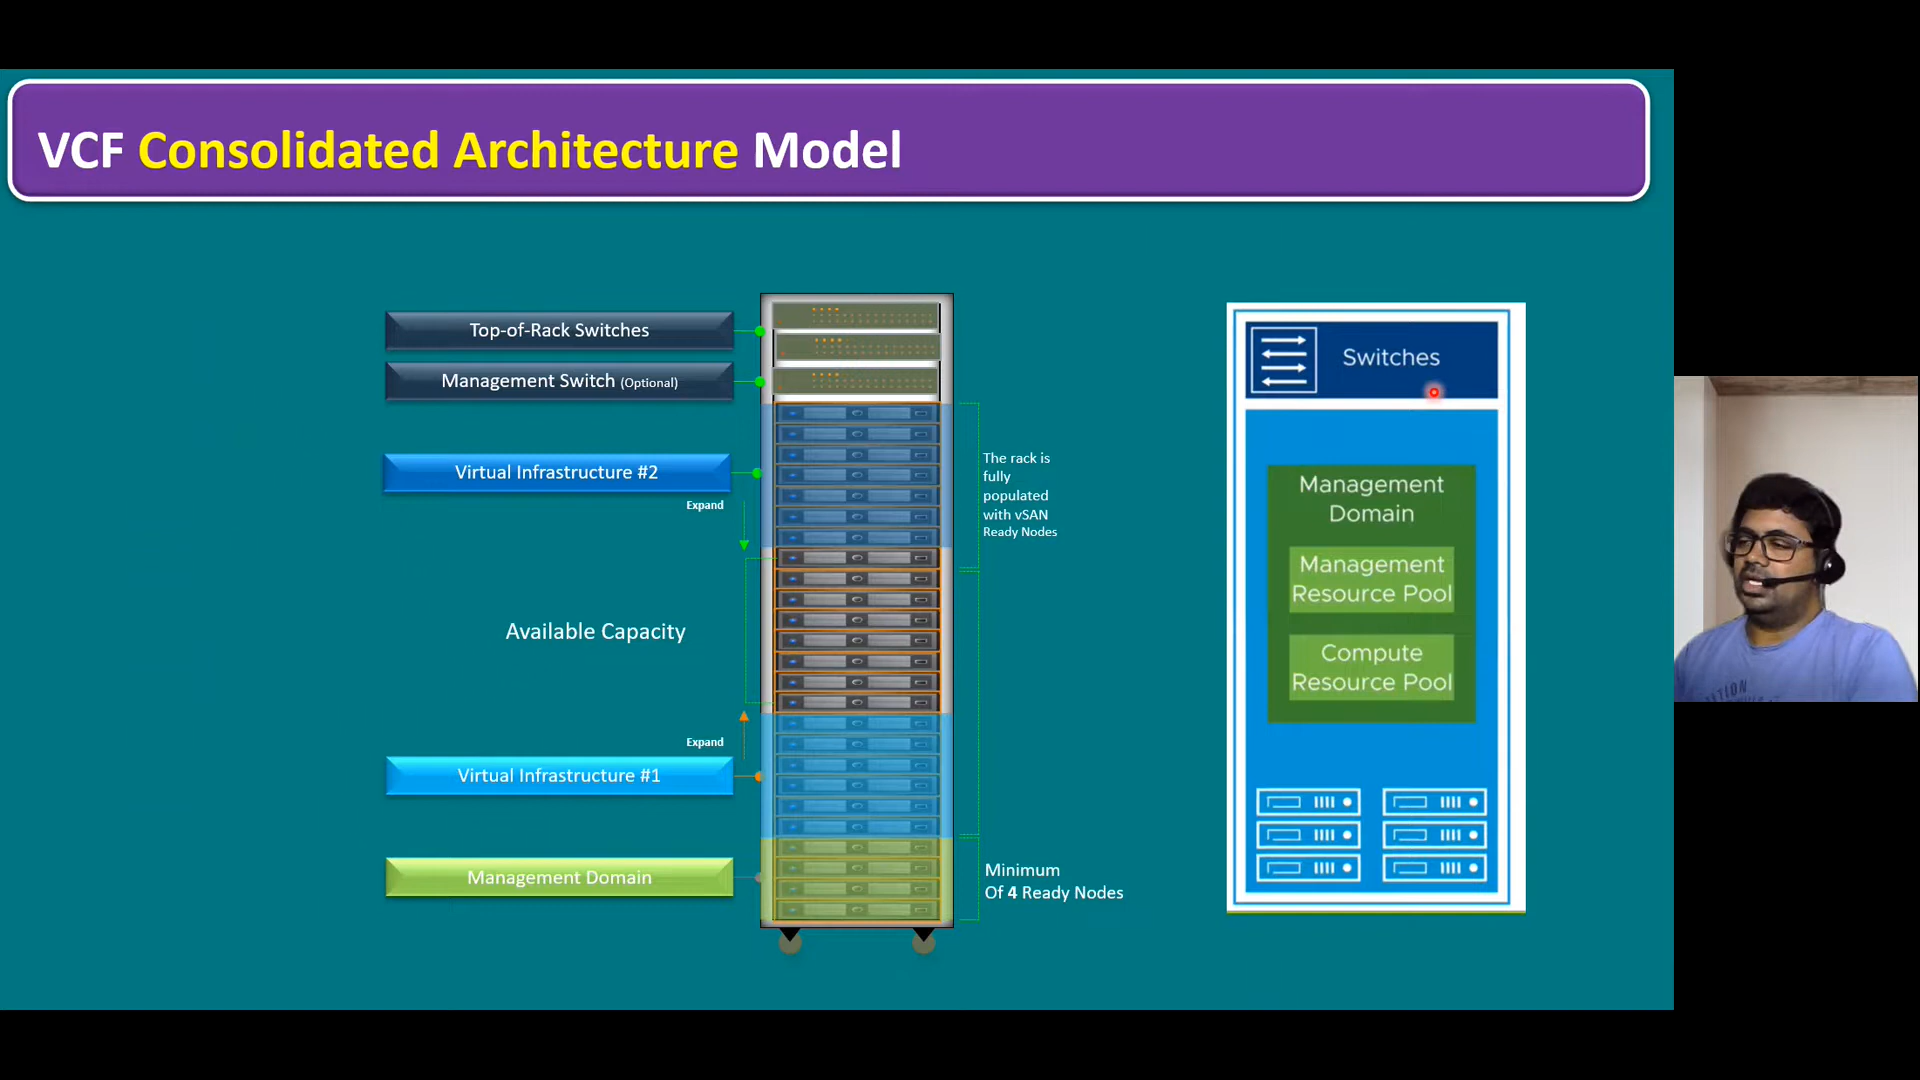 VCF Consolidated Architecture Model
Top-of-Rack Switches
Management Switch (Optional)
Virtual Infrastructure #2
Expand
Available Capacity
Expand
Virtual Infrastructure #1
Management Domain
The rack is
fully
populated
with vSAN
Ready Nodes
Minimum
Of 4 Ready Nodes
Switches
Management
Domain
Management
Resource Pool
Compute
Resource Pool